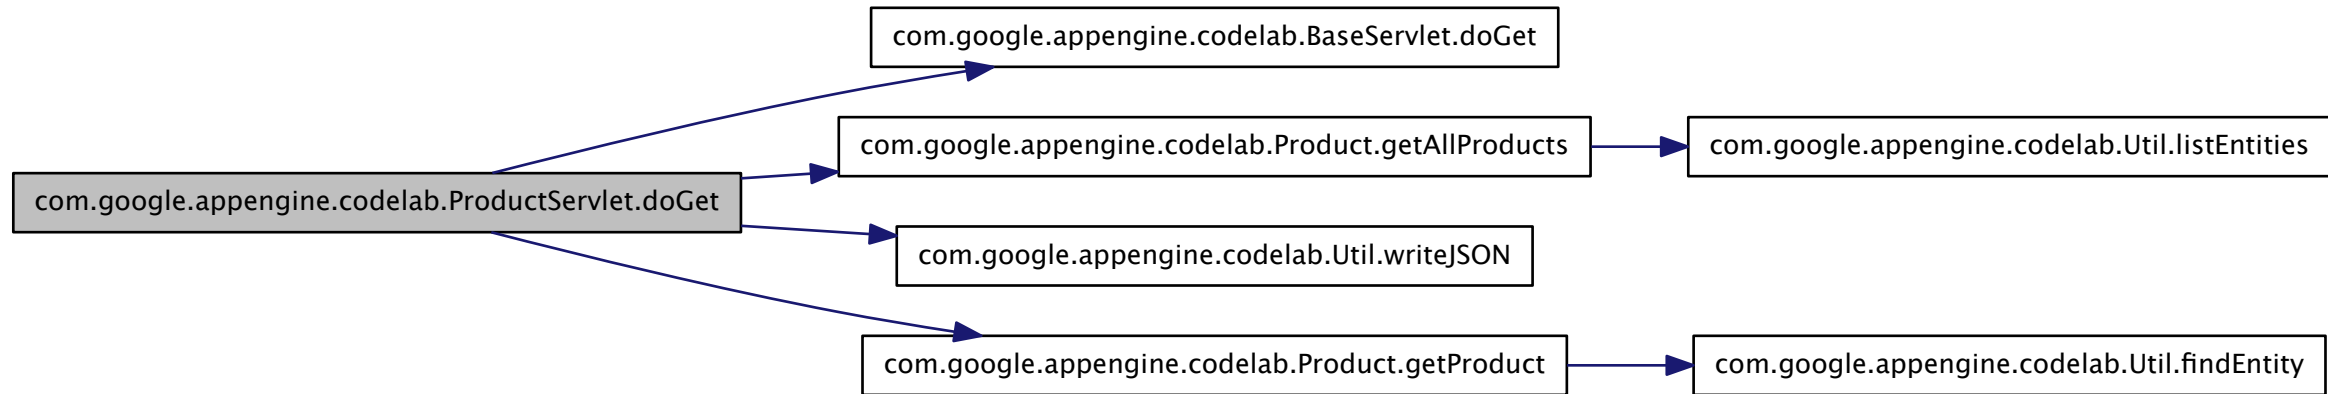 com.google.appengine.codelab.BaseServlet.doGet
com.google.appengine.codelab.Product.getAllProducts
com.google.appengine.codelab.Util.listEntities
com.google.appengine.codelab.ProductServlet.doGet
com.google.appengine.codelab.Util.writeJSON
com.google.appengine.codelab.Product.getProduct
com.google.appengine.codelab.Util.findEntity